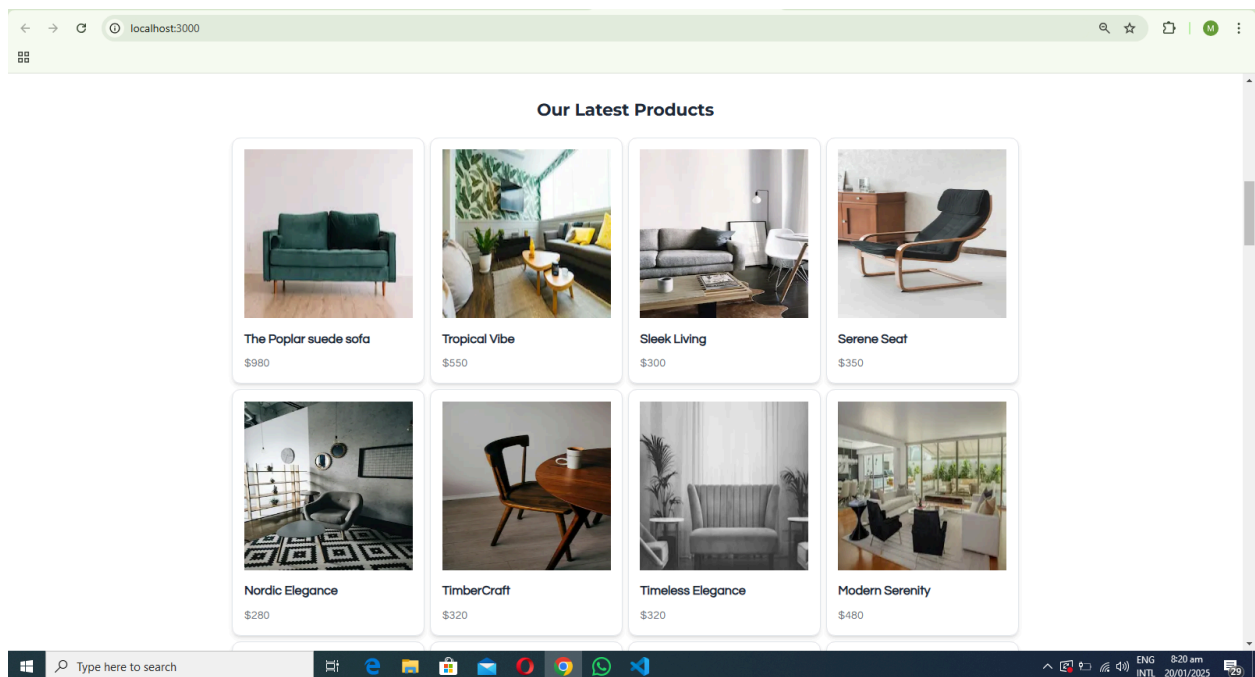 localhost:3000
M
Our Latest Products
The Poplar suede sofa
$980
Tropical Vibe
$550
Sleek Living
$300
Serene Seat
$350
Nordic Elegance
$280
TimberCraft
$320
Timeless Elegance
$320
Modern Serenity
$480
Type here to search
ENG
INTL
8:20 am
20/01/2025
29